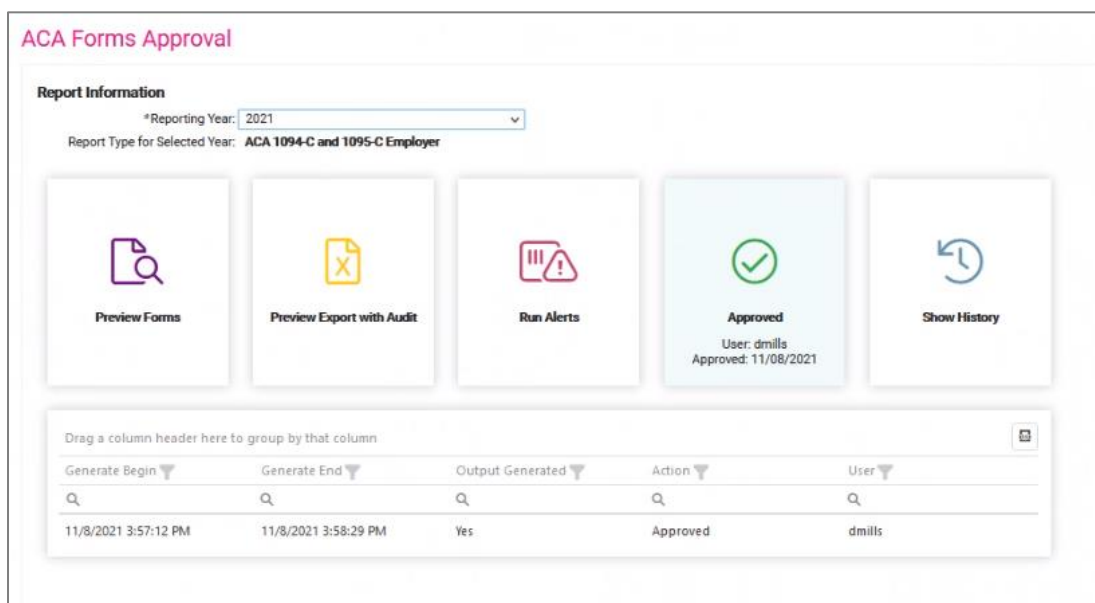 ACA Forms Approval
Report Information
*Reporting Year: 2021
Report Type for Selected Year: ACA 1094-C and 1095-C Employer
Preview Forms
Preview Export with Audit
Run Alerts
Approved
User: dmills
Approved: 11/08/2021
Show History
Drag a column header here to group by that column
Generate Begin Generate End Output Generated Action User
11/8/2021 3:57:12 PM 11/8/2021 3:58:29 PM Yes Approved dmills